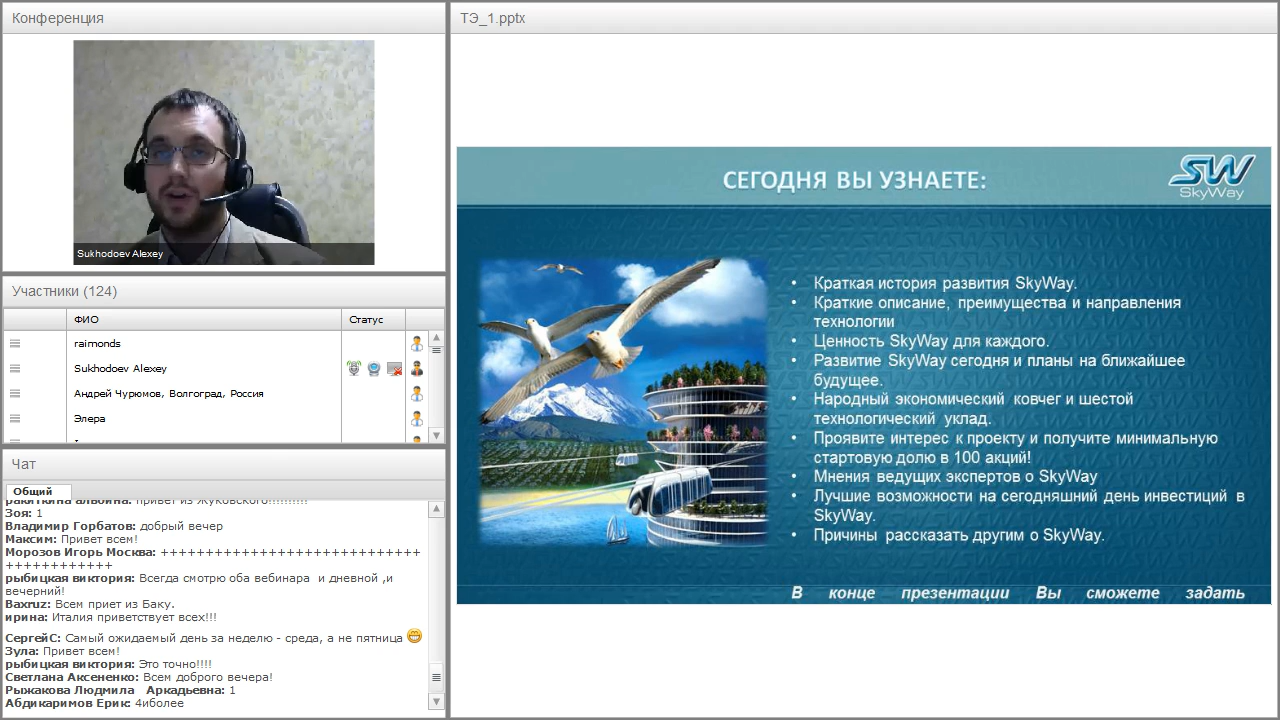 Конференция
Sukhodoev Alexey
Участники (124)
ФИО
Статус
raimonds
Sukhodoev Alexey
Андрей Чурюмов, Волгоград, Россия
Элера
Чат
Общий
ракиткина альбина: привет из Жуковского!!!!!!!!!!
Зоя: 1
Владимир Горбатов: добрый вечер
Максим: Привет всем!
Морозов Игорь Москва: +++++++++++++++++++++++++++++
++++++++++++
рыбицкая виктория: Всегда смотрю оба вебинара и дневной ,и
вечерний!
Baxruz: Всем приет из Баку.
ирина: Италия приветствует всех!!!
СергейС: Самый ожидаемый день за неделю - среда, а не пятница
Зула: Привет всем!
рыбицкая виктория: Это точно!!!!
Светлана Аксененко: Всем доброго вечера!
Рыжакова Людмила Аркадьевна: 1
Абдикаримов Ерик: 4иболее
ТЭ_1.pptx
СЕГОДНЯ ВЫ УЗНАЕТЕ:
SW
SkyWay
• Краткая история развития SkyWay.
• Краткие описание, преимущества и направления
технологии
• Ценность SkyWay для каждого.
• Развитие SkyWay сегодня и планы на ближайшее
будущее.
• Народный экономический ковчег и шестой
технологический уклад.
• Проявите интерес к проекту и получите минимальную
стартовую долю в 100 акций!
• Мнения ведущих экспертов о SkyWay
• Лучшие возможности на сегодняшний день инвестиций в
SkyWay.
• Причины рассказать другим о SkyWay.
В конце презентации Вы сможете задать